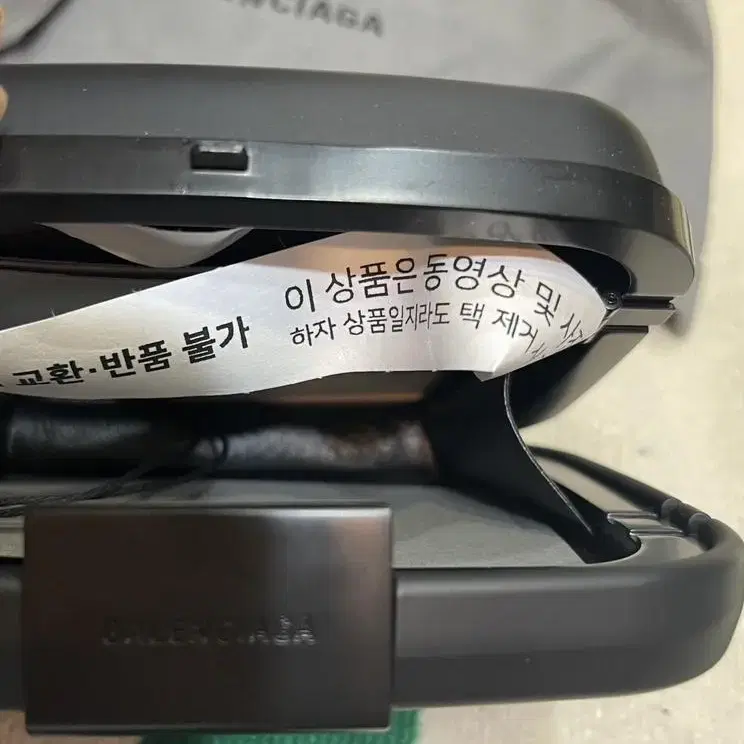 ENCIAGA
이 상품은 동영상 및
하자 상품일지라도 택 제거
교환·반품 불가
BALENCIAGA